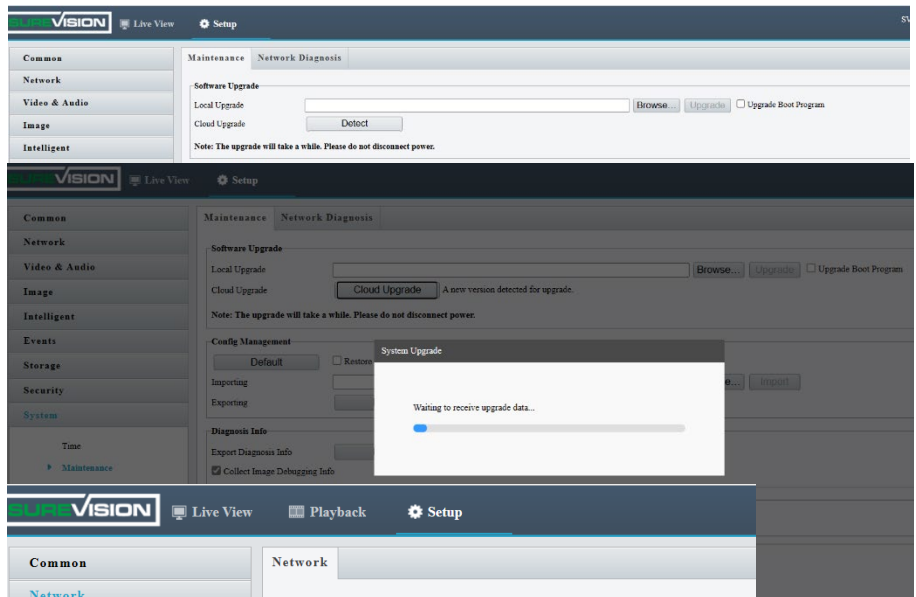 SUREVISION Live View Setup SV
Common Maintenance Network Diagnosis
Network Software Upgrade
Video & Audio Local Upgrade Browse... Upgrade Upgrade Boot Program
Image Cloud Upgrade Detect
Intelligent Note: The upgrade will take a while. Please do not disconnect power.
SUREVISION Live View Setup
Common Maintenance Network Diagnosis
Network Software Upgrade
Video & Audio Local Upgrade Browse... Upgrade Upgrade Boot Program
Image Cloud Upgrade Cloud Upgrade A new version detected for upgrade.
Intelligent Note: The upgrade will take a while. Please do not disconnect power.
Events Config Management
Storage Default Restore System Upgrade
Security Importing Import
System Exporting Waiting to receive upgrade data...
Diagnosis Info
Time Export Diagnosis Info
Maintenance Collect Image Debugging Info
SUREVISION Live View Playback Setup
Common Network
Network